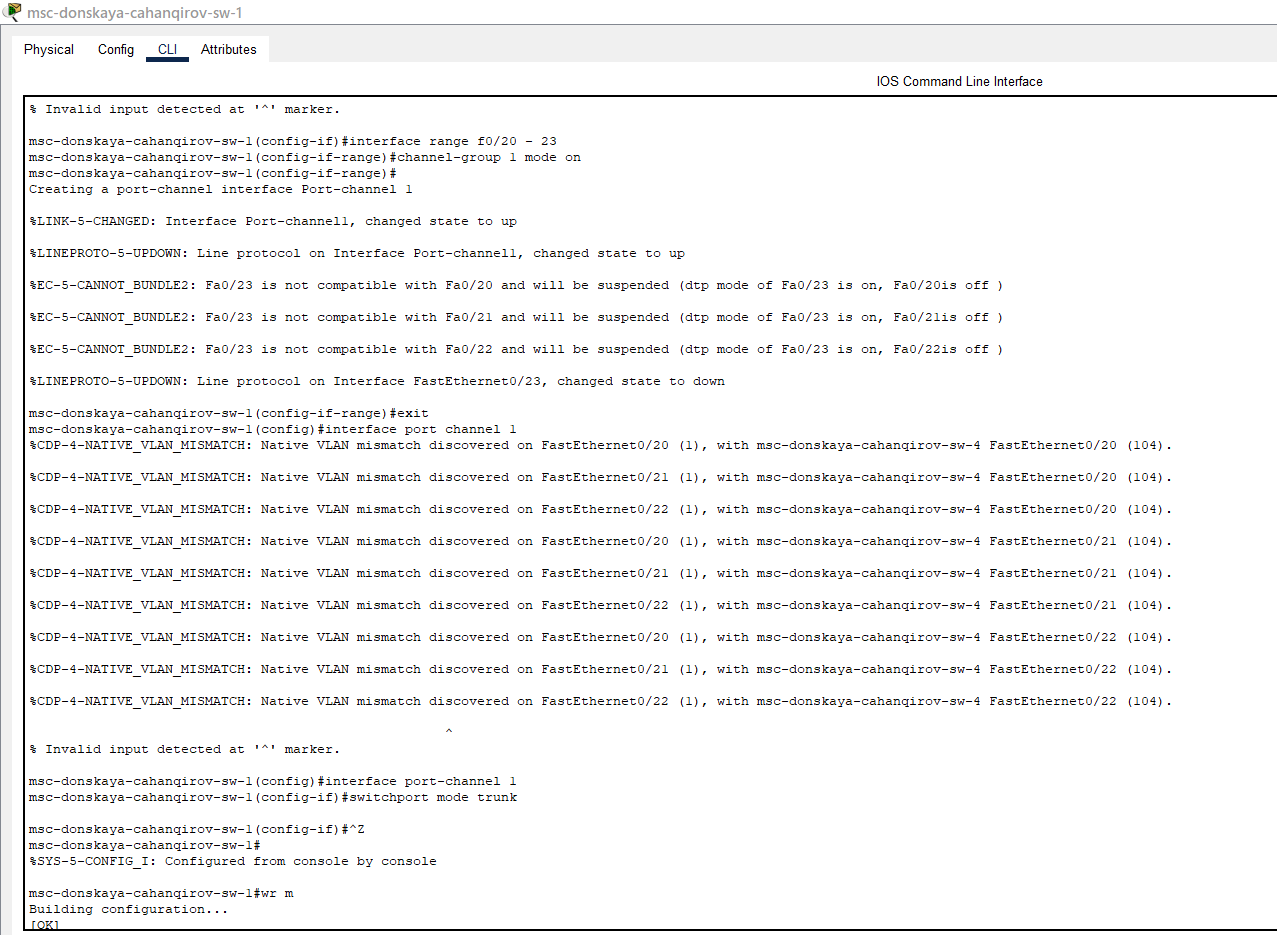 msc-donskaya-cahanqirov-sw-1
Physical Config CLI Attributes
IOS Command Line Interface
% Invalid input detected at '^' marker.
msc-donskaya-cahanqirov-sw-1(config-if)#interface range f0/20 - 23
msc-donskaya-cahanqirov-sw-1(config-if-range)#channel-group 1 mode on
msc-donskaya-cahanqirov-sw-1(config-if-range)#
Creating a port-channel interface Port-channel 1
%LINK-5-CHANGED: Interface Port-channel1, changed state to up
%LINEPROTO-5-UPDOWN: Line protocol on Interface Port-channel1, changed state to up
%EC-5-CANNOT_BUNDLE2: Fa0/23 is not compatible with Fa0/20 and will be suspended (dtp mode of Fa0/23 is on, Fa0/20is off )
%EC-5-CANNOT_BUNDLE2: Fa0/23 is not compatible with Fa0/21 and will be suspended (dtp mode of Fa0/23 is on, Fa0/21is off )
%EC-5-CANNOT_BUNDLE2: Fa0/23 is not compatible with Fa0/22 and will be suspended (dtp mode of Fa0/23 is on, Fa0/22is off )
%LINEPROTO-5-UPDOWN: Line protocol on Interface FastEthernet0/23, changed state to down
msc-donskaya-cahanqirov-sw-1(config-if-range)#exit
msc-donskaya-cahanqirov-sw-1(config)#interface port channel 1
%CDP-4-NATIVE_VLAN_MISMATCH: Native VLAN mismatch discovered on FastEthernet0/20 (1), with msc-donskaya-cahanqirov-sw-4 FastEthernet0/20 (104).
%CDP-4-NATIVE_VLAN_MISMATCH: Native VLAN mismatch discovered on FastEthernet0/21 (1), with msc-donskaya-cahanqirov-sw-4 FastEthernet0/20 (104).
%CDP-4-NATIVE_VLAN_MISMATCH: Native VLAN mismatch discovered on FastEthernet0/22 (1), with msc-donskaya-cahanqirov-sw-4 FastEthernet0/20 (104).
%CDP-4-NATIVE_VLAN_MISMATCH: Native VLAN mismatch discovered on FastEthernet0/20 (1), with msc-donskaya-cahanqirov-sw-4 FastEthernet0/21 (104).
%CDP-4-NATIVE_VLAN_MISMATCH: Native VLAN mismatch discovered on FastEthernet0/21 (1), with msc-donskaya-cahanqirov-sw-4 FastEthernet0/21 (104).
%CDP-4-NATIVE_VLAN_MISMATCH: Native VLAN mismatch discovered on FastEthernet0/22 (1), with msc-donskaya-cahanqirov-sw-4 FastEthernet0/21 (104).
%CDP-4-NATIVE_VLAN_MISMATCH: Native VLAN mismatch discovered on FastEthernet0/20 (1), with msc-donskaya-cahanqirov-sw-4 FastEthernet0/22 (104).
%CDP-4-NATIVE_VLAN_MISMATCH: Native VLAN mismatch discovered on FastEthernet0/21 (1), with msc-donskaya-cahanqirov-sw-4 FastEthernet0/22 (104).
%CDP-4-NATIVE_VLAN_MISMATCH: Native VLAN mismatch discovered on FastEthernet0/22 (1), with msc-donskaya-cahanqirov-sw-4 FastEthernet0/22 (104).
^
% Invalid input detected at '^' marker.
msc-donskaya-cahanqirov-sw-1(config)#interface port-channel 1
msc-donskaya-cahanqirov-sw-1(config-if)#switchport mode trunk
msc-donskaya-cahanqirov-sw-1(config-if)#^Z
msc-donskaya-cahanqirov-sw-1#
%SYS-5-CONFIG_I: Configured from console by console
msc-donskaya-cahanqirov-sw-1#wr m
Building configuration...
[OK]